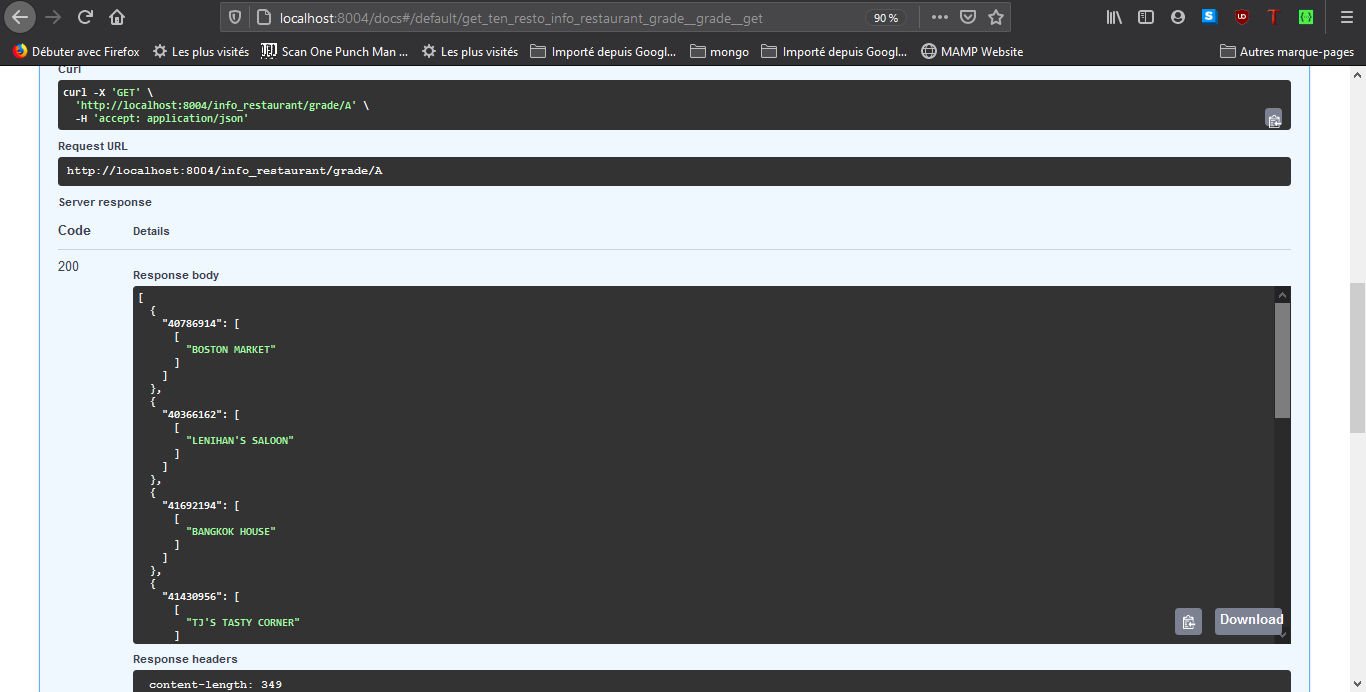 localhost:8004/docs#/default/get_ten_resto_info_restaurant_grade__grade__get
90 %
Débuter avec Firefox
Les plus visités
Scan One Punch Man ...
Les plus visités
Importé depuis Googl...
mongo
Importé depuis Googl...
MAMP Website
Autres marque-pages
Curl
curl -X 'GET' \
'http://localhost:8004/info_restaurant/grade/A' \
-H 'accept: application/json'
Request URL
http://localhost:8004/info_restaurant/grade/A
Server response
Code Details
200
Response body
[
{
"40786914": [
[
"BOSTON MARKET"
]
]
},
{
"40366162": [
[
"LENIHAN'S SALOON"
]
]
},
{
"41692194": [
[
"BANGKOK HOUSE"
]
]
},
{
"41430956": [
[
"TJ'S TASTY CORNER"
]
Download
Response headers
content-length: 349